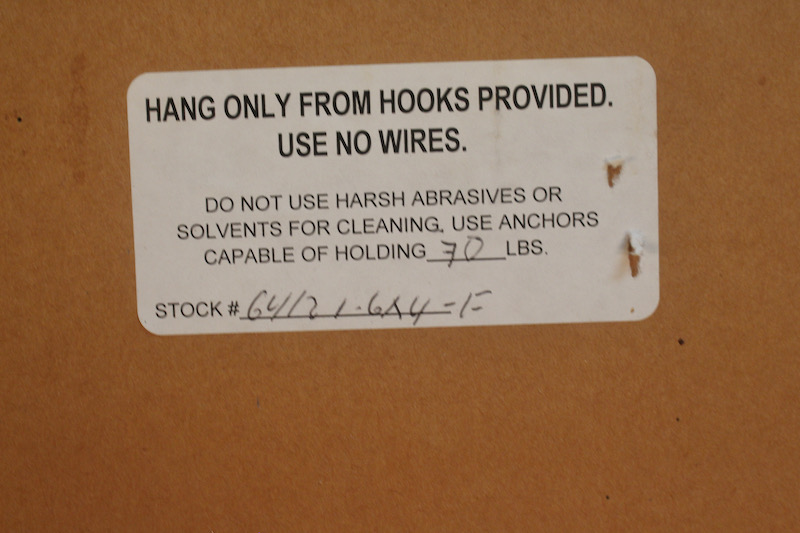 HANG ONLY FROM HOOKS PROVIDED.
USE NO WIRES.
DO NOT USE HARSH ABRASIVES OR
SOLVENTS FOR CLEANING. USE ANCHORS
CAPABLE OF HOLDING 70 LBS.
STOCK #